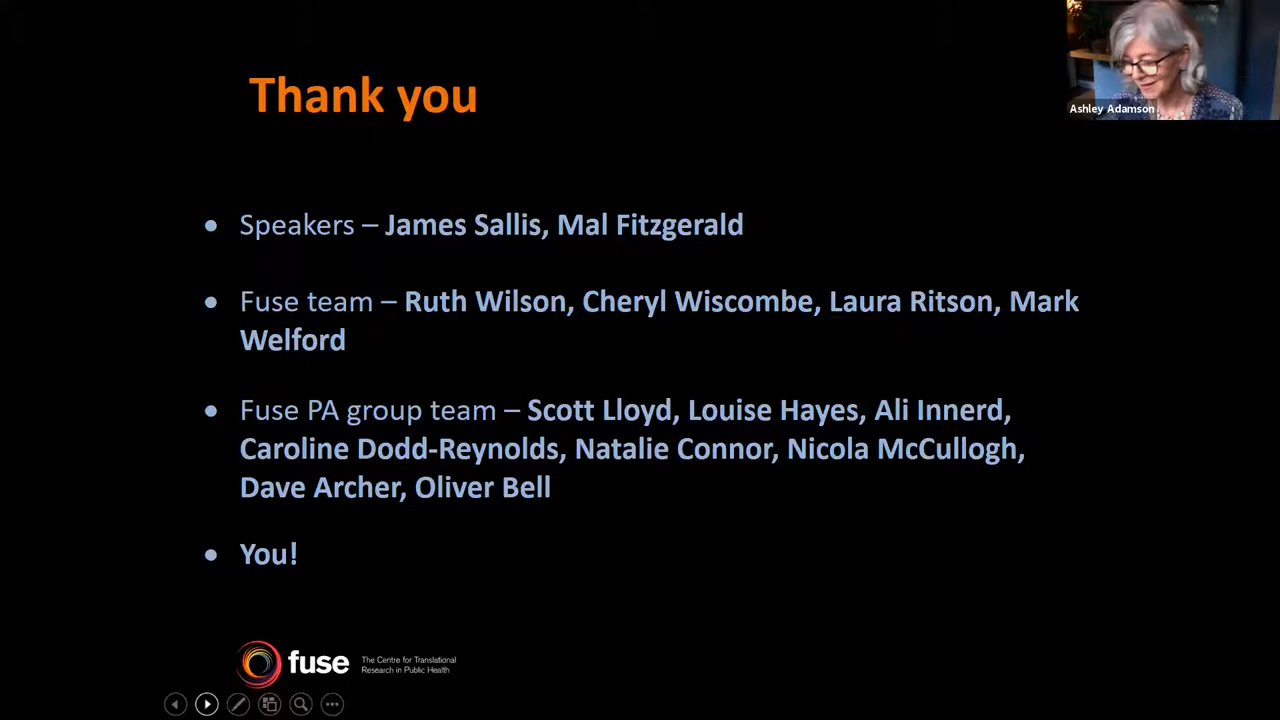 Thank you
Ashley Adamson
Speakers – James Sallis, Mal Fitzgerald
Fuse team – Ruth Wilson, Cheryl Wiscombe, Laura Ritson, Mark
Welford
Fuse PA group team – Scott Lloyd, Louise Hayes, Ali Innerd,
Caroline Dodd-Reynolds, Natalie Connor, Nicola McCullogh,
Dave Archer, Oliver Bell
You!
fuse
The Centre for Translational
Research in Public Health